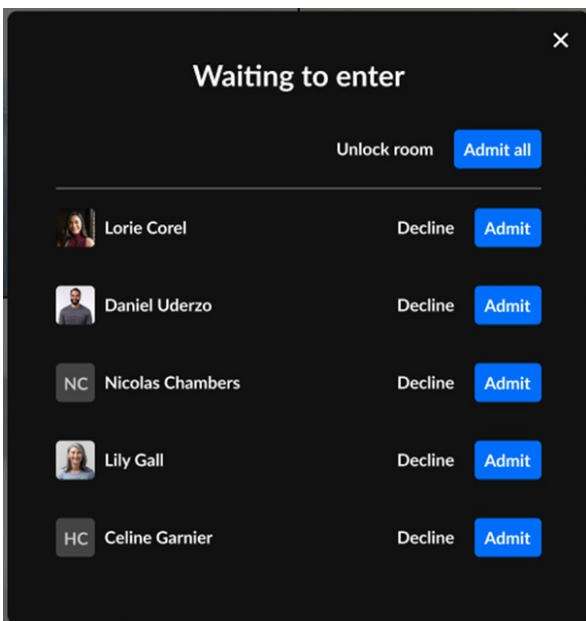 Waiting to enter
Unlock room Admit all
Lorie Corel Decline Admit
Daniel Uderzo Decline Admit
NC Nicolas Chambers Decline Admit
Lily Gall Decline Admit
HC Celine Garnier Decline Admit